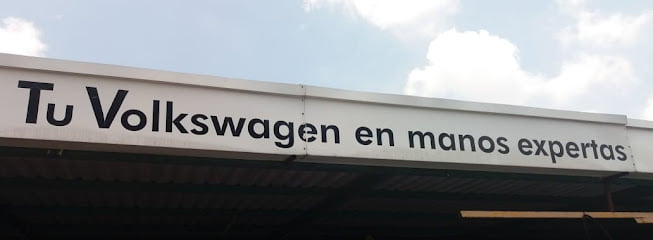 Tu Volkswagen en manos expertas